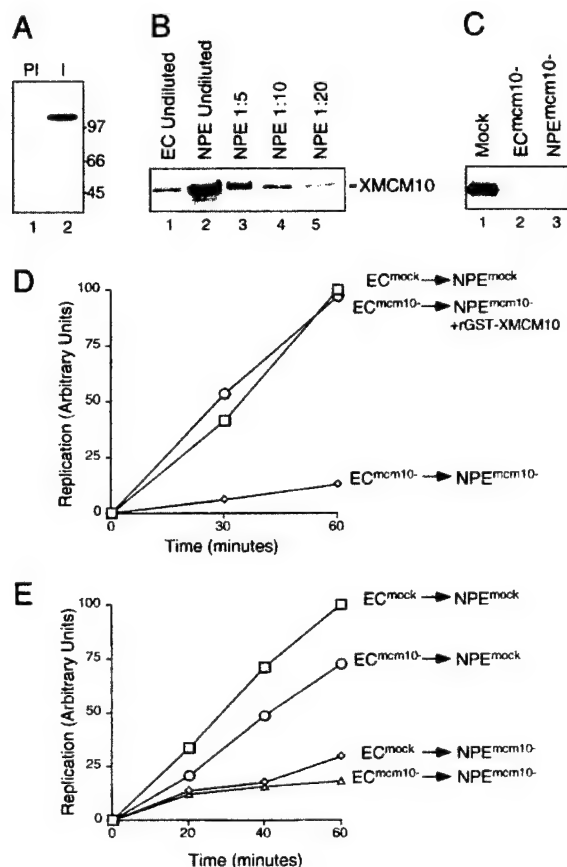 A
PI I
97
66
45
1 2
B
EC Undiluted
NPE Undiluted
NPE 1:5
NPE 1:10
NPE 1:20
XMCM10
1 2 3 4 5
C
Mock
ECmcm10-
NPEmcm10-
1 2 3
D
Replication (Arbitrary Units)
100
75
50
25
0
0 30 60
Time (minutes)
ECmock → NPEmock
ECmcm10- → NPEmcm10-
+rGST-XMCM10
ECmcm10- → NPEmcm10-
E
Replication (Arbitrary Units)
100
75
50
25
0
0 20 40 60
Time (minutes)
ECmock → NPEmock
ECmcm10- → NPEmock
ECmock → NPEmcm10-
ECmcm10- → NPEmcm10-